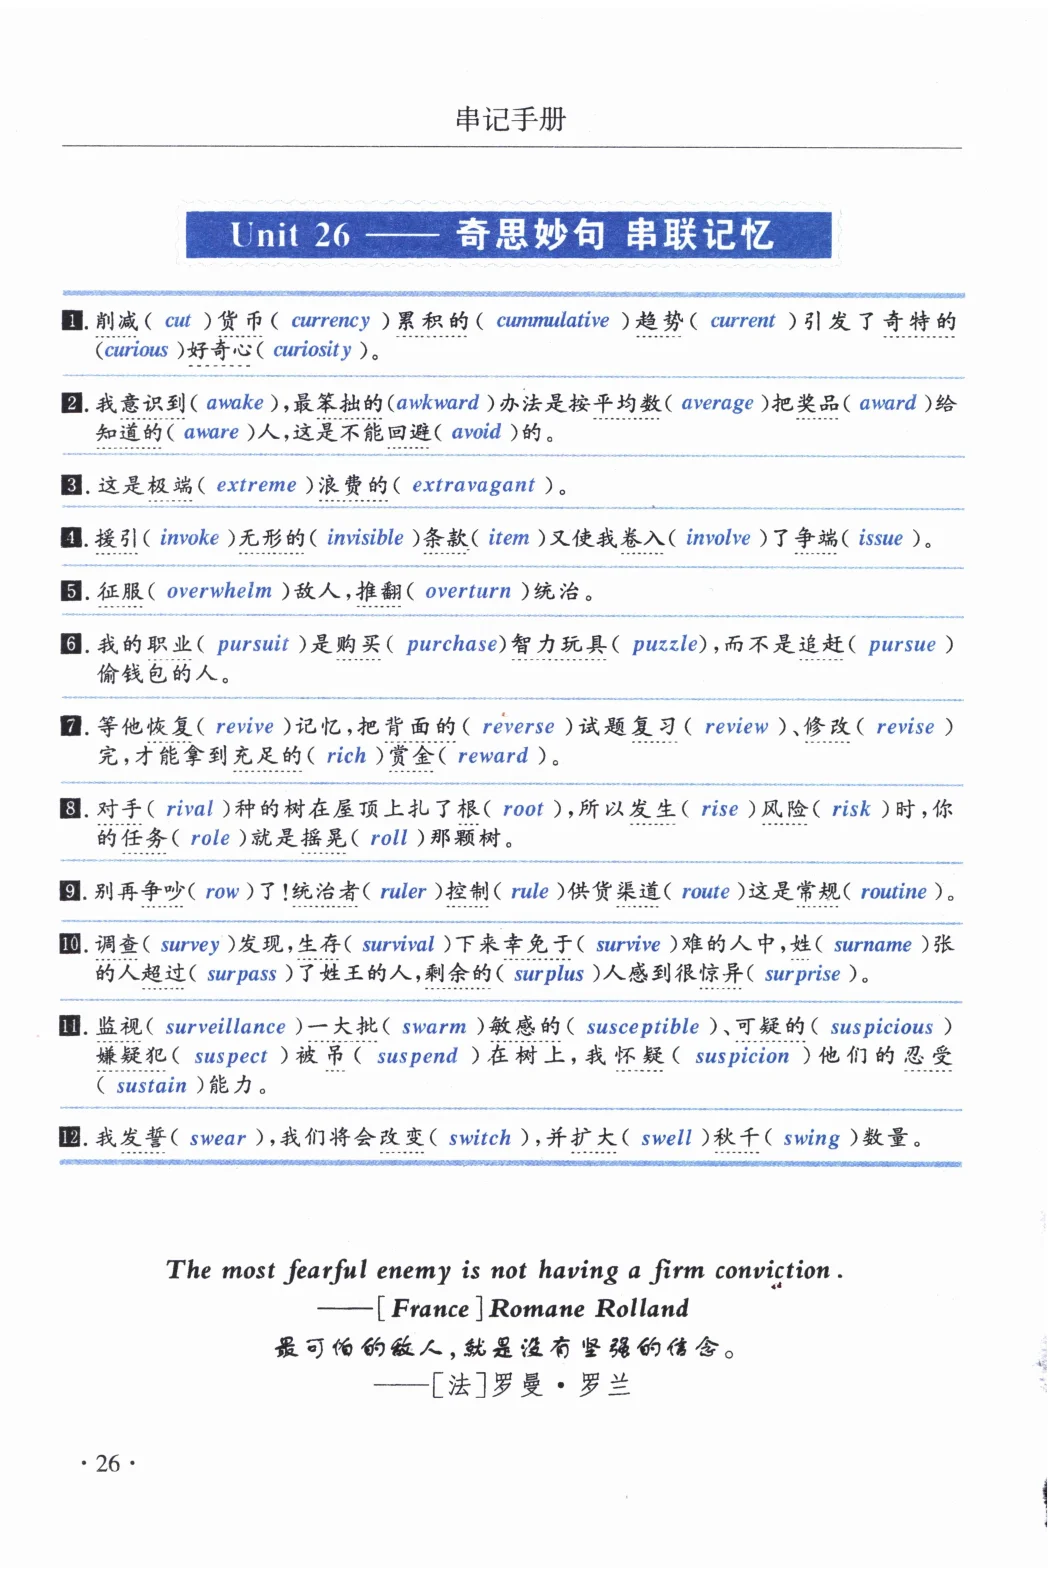 串记手册
Unit 26 —— 奇思妙句 串联记忆
1. 削减( cut )货币( currency )累积的( cummulative )趋势( current )引发了奇特的
(curious )好奇心( curiosity )。
2. 我意识到( awake ),最笨拙的(awkward )办法是按平均数( average )把奖品( award )给
知道的( aware )人,这是不能回避( avoid )的。
3. 这是极端( extreme )浪费的( extravagant )。
4. 援引( invoke )无形的( invisible )条款( item )又使我卷入( involve )了争端( issue )。
5. 征服( overwhelm )敌人,推翻( overturn )统治。
6. 我的职业( pursuit )是购买( purchase)智力玩具( puzzle),而不是追赶( pursue )
偷钱包的人。
7. 等他恢复( revive )记忆,把背面的( reverse )试题复习( review )、修改( revise )
完,才能拿到充足的( rich )赏金( reward )。
8. 对手( rival )种的树在屋顶上扎了根( root ),所以发生( rise )风险( risk )时,你
的任务( role )就是摇晃( roll )那颗树。
9. 别再争吵( row )了!统治者( ruler )控制( rule )供货渠道( route )这是常规( routine )。
10. 调查( survey )发现,生存( survival )下来幸免于( survive )难的人中,姓( surname )张
的人超过( surpass )了姓王的人,剩余的( surplus )人感到很惊异( surprise )。
11. 监视( surveillance )一大批( swarm )敏感的( susceptible )、可疑的( suspicious )
嫌疑犯( suspect )被吊( suspend )在树上,我怀疑( suspicion )他们的忍受
( sustain )能力。
12. 我发誓( swear ),我们将会改变( switch ),并扩大( swell )秋千( swing )数量。
The most fearful enemy is not having a firm conviction .
——[ France ] Romane Rolland
最可怕的敌人,就是没有坚强的信念。
——[法]罗曼·罗兰
· 26 ·